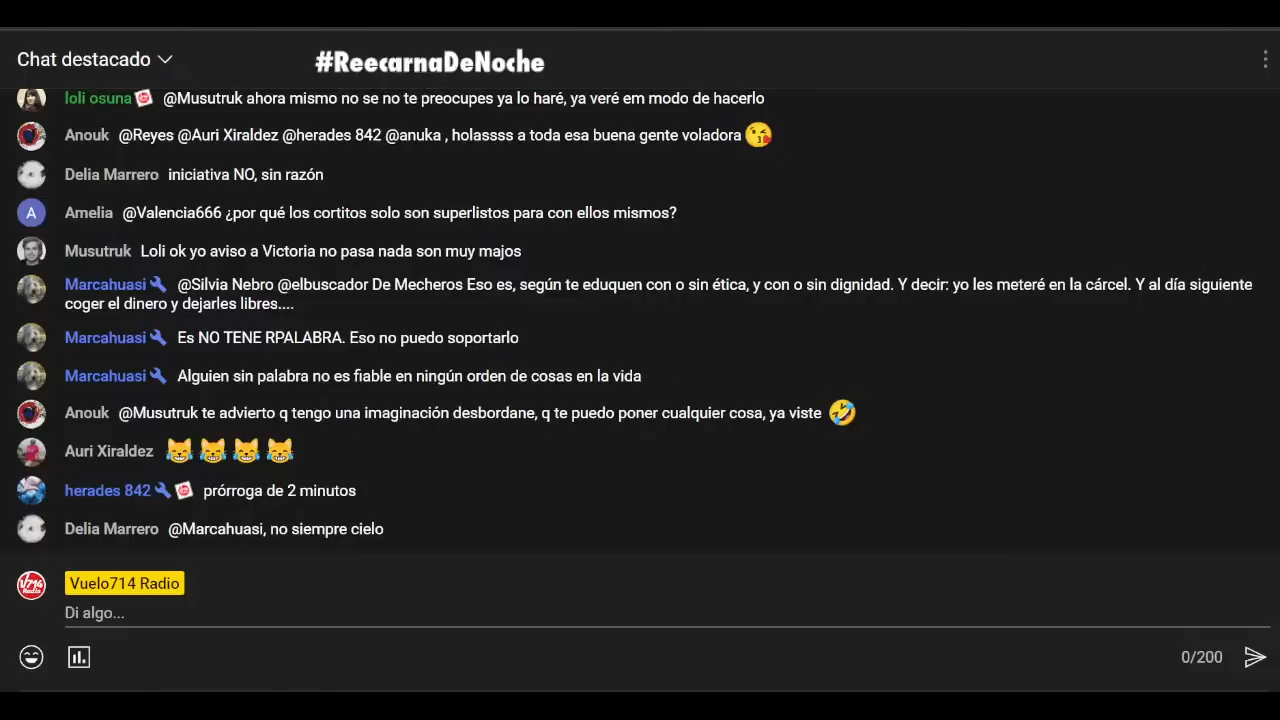 Chat destacado
#ReecarnaDeNoche
loli osuna @Musutruk ahora mismo no se no te preocupes ya lo haré, ya veré em modo de hacerlo
Anouk @Reyes @Auri Xiraldez @herades 842 @anuka , holassss a toda esa buena gente voladora
Delia Marrero iniciativa NO, sin razón
A
Amelia @Valencia666 ¿por qué los cortitos solo son superlistos para con ellos mismos?
Musutruk Loli ok yo aviso a Victoria no pasa nada son muy majos
Marcahuasi @Silvia Nebro @elbuscador De Mecheros Eso es, según te eduquen con o sin ética, y con o sin dignidad. Y decir: yo les meteré en la cárcel. Y al día siguiente
coger el dinero y dejarles libres....
Marcahuasi Es NO TENE RPALABRA. Eso no puedo soportarlo
Marcahuasi Alguien sin palabra no es fiable en ningún orden de cosas en la vida
Anouk @Musutruk te advierto q tengo una imaginación desbordane, q te puedo poner cualquier cosa, ya viste
Auri Xiraldez
herades 842 prórroga de 2 minutos
Delia Marrero @Marcahuasi, no siempre cielo
V714
Radio
Vuelo714 Radio
Di algo...
0/200